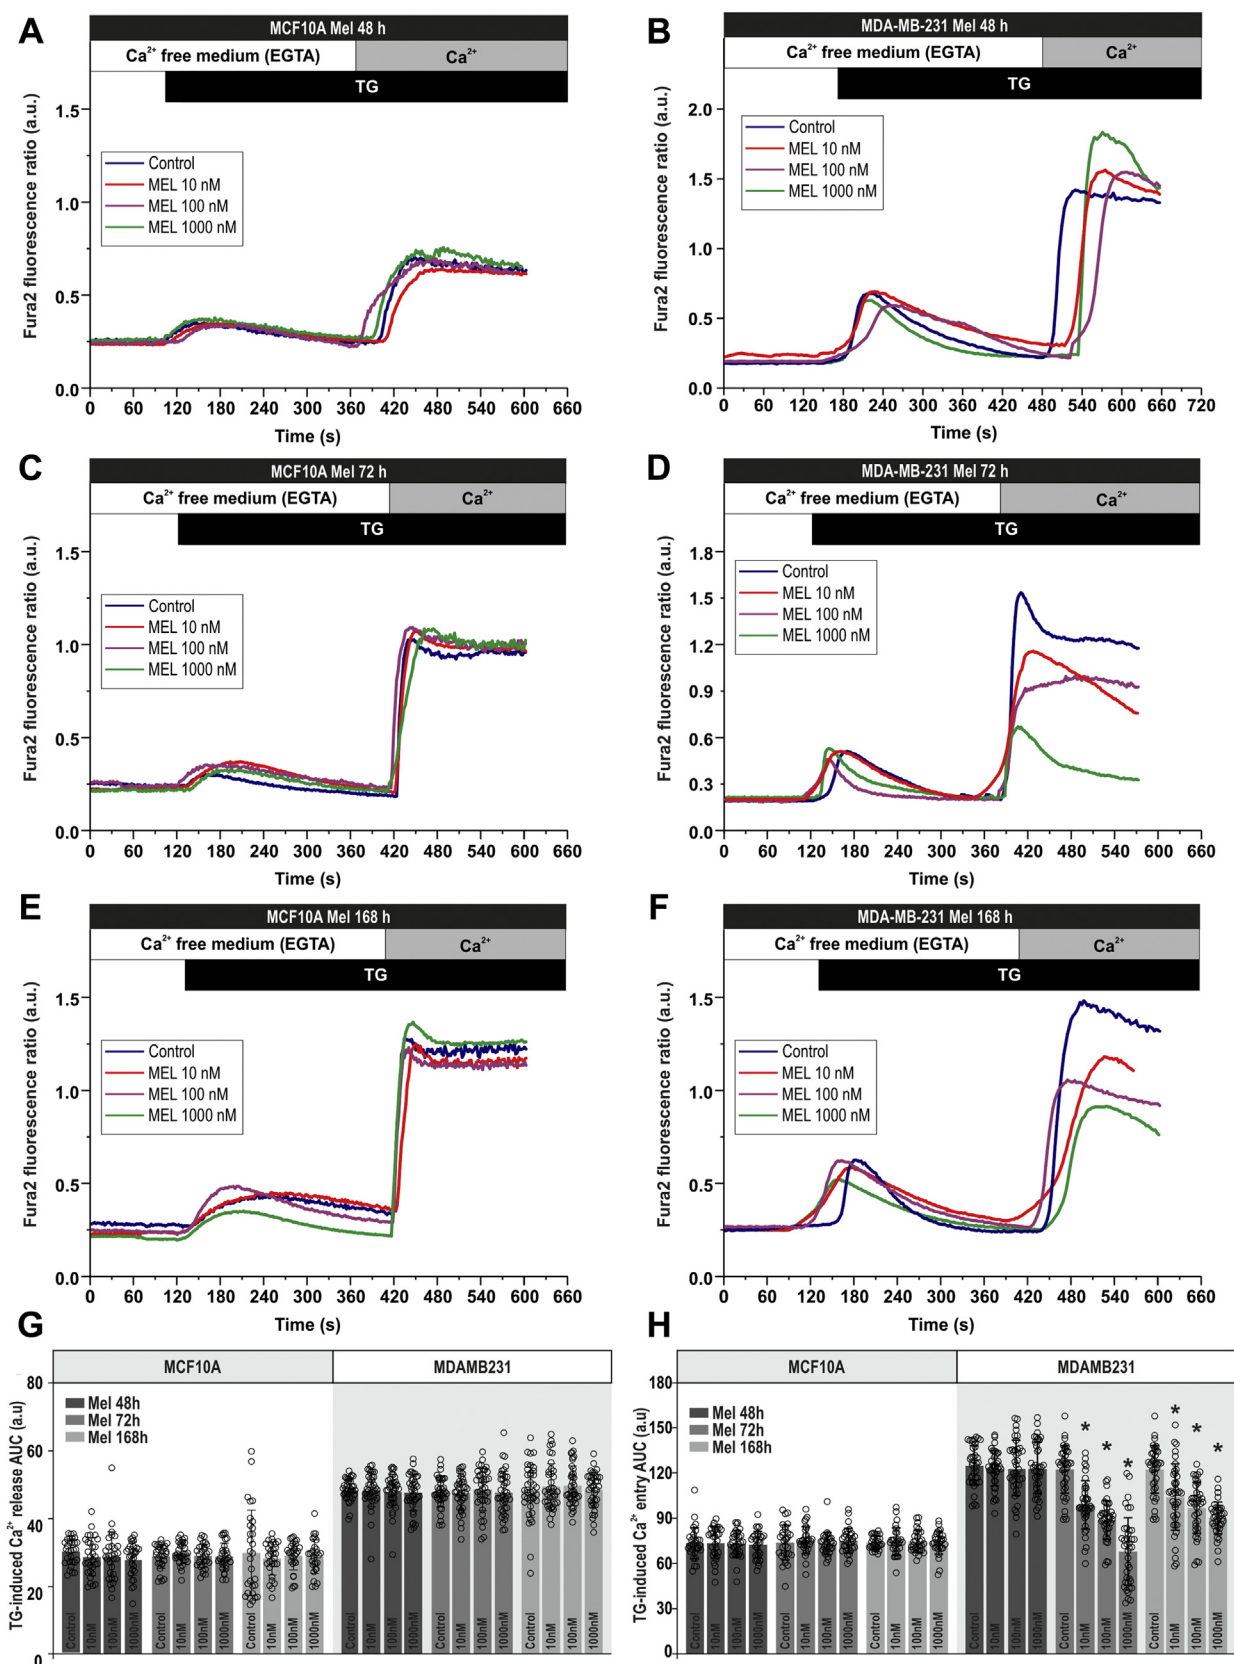 A
MCF10A Mel 48 h
Ca²⁺ free medium (EGTA)
Ca²⁺
TG
Fura2 fluorescence ratio (a.u.)
1.5
1.0
0.5
0.0
Control
MEL 10 nM
MEL 100 nM
MEL 1000 nM
0 60 120 180 240 300 360 420 480 540 600 660
Time (s)
B
MDA-MB-231 Mel 48 h
Ca²⁺ free medium (EGTA)
Ca²⁺
TG
Fura2 fluorescence ratio (a.u.)
2.0
1.5
1.0
0.5
0.0
Control
MEL 10 nM
MEL 100 nM
MEL 1000 nM
0 60 120 180 240 300 360 420 480 540 600 660 720
Time (s)
C
MCF10A Mel 72 h
Ca²⁺ free medium (EGTA)
Ca²⁺
TG
Fura2 fluorescence ratio (a.u.)
1.5
1.0
0.5
0.0
Control
MEL 10 nM
MEL 100 nM
MEL 1000 nM
0 60 120 180 240 300 360 420 480 540 600 660
Time (s)
D
MDA-MB-231 Mel 72 h
Ca²⁺ free medium (EGTA)
Ca²⁺
TG
Fura2 fluorescence ratio (a.u.)
1.8
1.5
1.2
0.9
0.6
0.3
0.0
Control
MEL 10 nM
MEL 100 nM
MEL 1000 nM
0 60 120 180 240 300 360 420 480 540 600 660
Time (s)
E
MCF10A Mel 168 h
Ca²⁺ free medium (EGTA)
Ca²⁺
TG
Fura2 fluorescence ratio (a.u.)
1.5
1.0
0.5
0.0
Control
MEL 10 nM
MEL 100 nM
MEL 1000 nM
0 60 120 180 240 300 360 420 480 540 600 660
Time (s)
F
MDA-MB-231 Mel 168 h
Ca²⁺ free medium (EGTA)
Ca²⁺
TG
Fura2 fluorescence ratio (a.u.)
1.5
1.0
0.5
0.0
Control
MEL 10 nM
MEL 100 nM
MEL 1000 nM
0 60 120 180 240 300 360 420 480 540 600 660
Time (s)
G
MCF10A MDAMB231
TG-induced Ca²⁺ release AUC (a.u)
80
60
40
20
0
Mel 48h
Mel 72h
Mel 168h
Control 10nM 100nM 1000nM Control 10nM 100nM 1000nM Control 10nM 100nM 1000nM Control 10nM 100nM 1000nM Control 10nM 100nM 1000nM Control 10nM 100nM 1000nM
H
MCF10A MDAMB231
TG-induced Ca²⁺ entry AUC (a.u)
180
150
120
90
60
30
0
Mel 48h
Mel 72h
Mel 168h
* * * * * *
Control 10nM 100nM 1000nM Control 10nM 100nM 1000nM Control 10nM 100nM 1000nM Control 10nM 100nM 1000nM Control 10nM 100nM 1000nM Control 10nM 100nM 1000nM